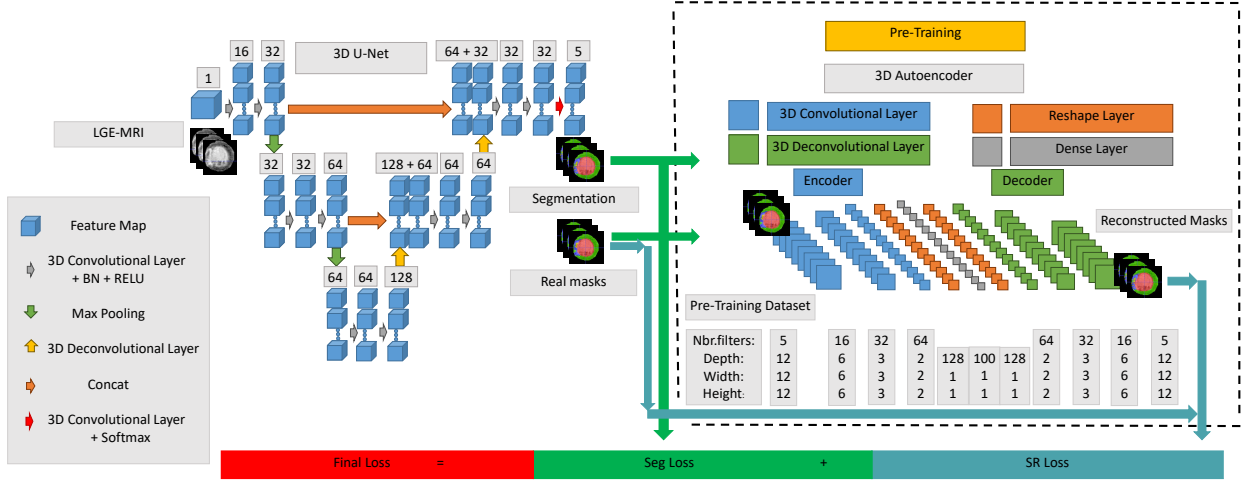 3D U-Net
16 32
64 + 32 32 32 5
1
LGE-MRI
32 32 64
128 + 64 64 64
64 64 128
Segmentation
Real masks
Feature Map
3D Convolutional Layer
+ BN + RELU
Max Pooling
3D Deconvolutional Layer
Concat
3D Convolutional Layer
+ Softmax
Pre-Training
3D Autoencoder
3D Convolutional Layer
Reshape Layer
3D Deconvolutional Layer
Dense Layer
Encoder
Decoder
Reconstructed Masks
Pre-Training Dataset
Nbr.filters: 5 16 32 64 64 32 16 5
Depth: 12 6 3 2 128 100 128 2 3 6 12
Width: 12 6 3 2 1 1 1 2 3 6 12
Height: 12 6 3 2 1 1 1 2 3 6 12
Final Loss = Seg Loss + SR Loss